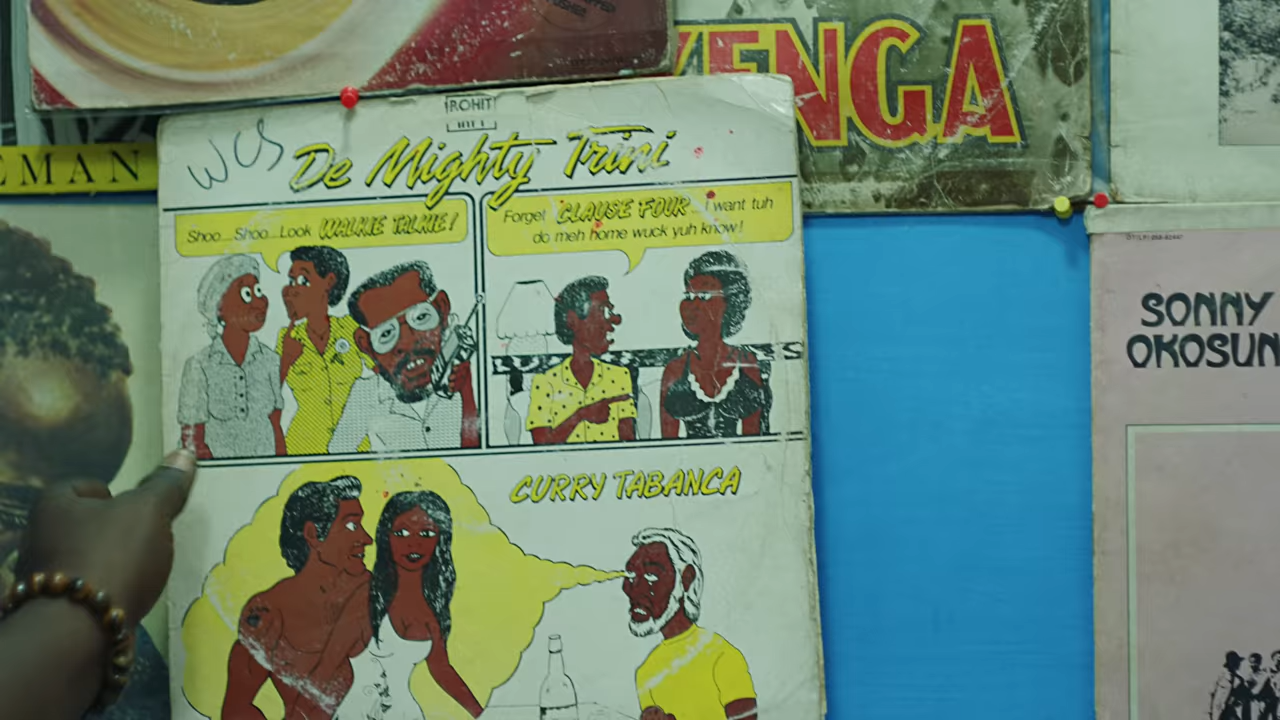 YENGA
ROHIT
WCS
De Mighty Trini
EMAN
Shoo...Shoo...Look WALKIE TALKIE!
Forget CLAUSE FOUR...I want tuh
do meh home wuck yuh know!
S
CURRY TABANCA
SONNY
OKOSUN